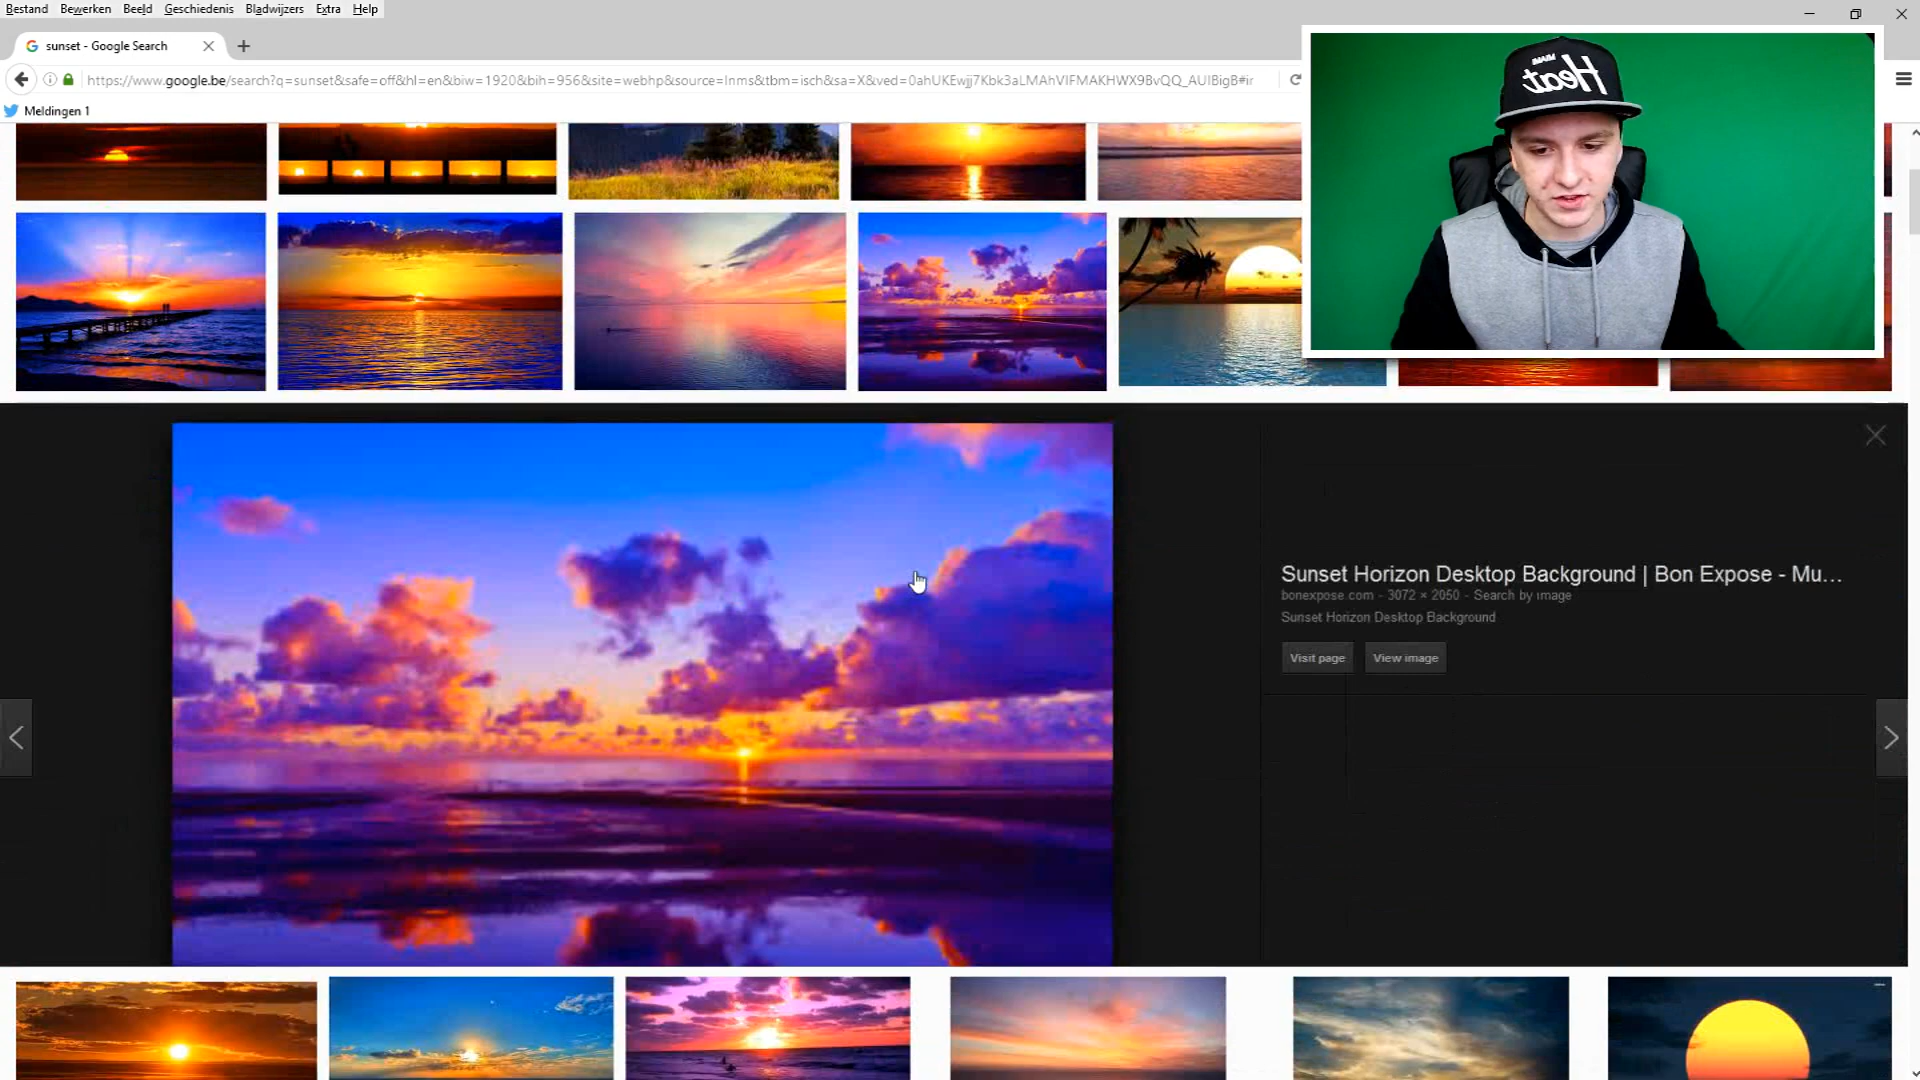 Bestand Bewerken Beeld Geschiedenis Bladwijzers Extra Help
sunset - Google Search
https://www.google.be/search?q=sunset&safe=off&hl=en&biw=1920&bih=956&site=webhp&source=lnms&tbm=isch&sa=X&ved=0ahUKEwjj7Kbk3aLMAhVIFMAKHWX9BvQQ_AUIBigB#ir
Meldingen 1
MIAMI
Heat
Sunset Horizon Desktop Background | Bon Expose - Mu...
bonexpose.com - 3072 × 2050 - Search by image
Sunset Horizon Desktop Background
Visit page View image